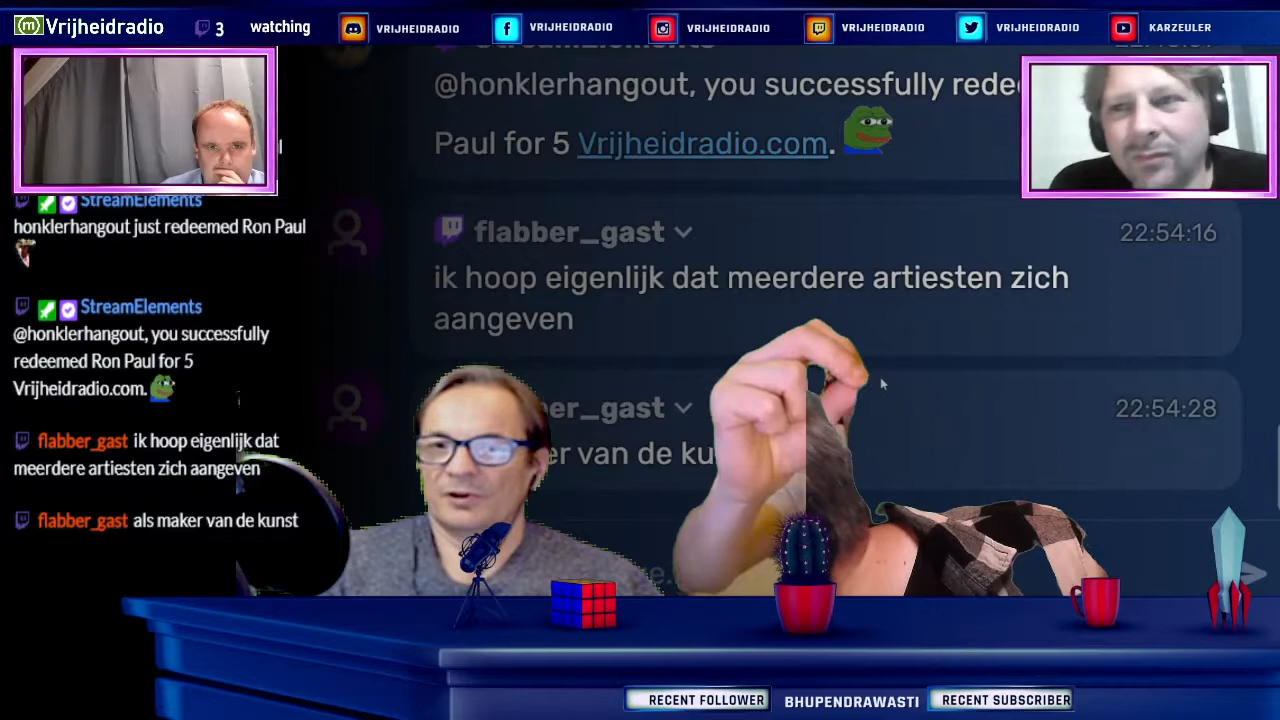 Vrijheidradio
3 watching
VRIJHEIDRADIO
VRIJHEIDRADIO
VRIJHEIDRADIO
VRIJHEIDRADIO
VRIJHEIDRADIO
KARZEULER
@honklerhangout, you successfully rede
Paul for 5 Vrijheidradio.com.
flabber_gast
22:54:16
ik hoop eigenlijk dat meerdere artiesten zich
aangeven
er_gast
22:54:28
er van de ku
StreamElements
honklerhangout just redeemed Ron Paul
StreamElements
@honklerhangout, you successfully
redeemed Ron Paul for 5
Vrijheidradio.com.
flabber_gast ik hoop eigenlijk dat
meerdere artiesten zich aangeven
flabber_gast als maker van de kunst
RECENT FOLLOWER
BHUPENDRAWASTI
RECENT SUBSCRIBER